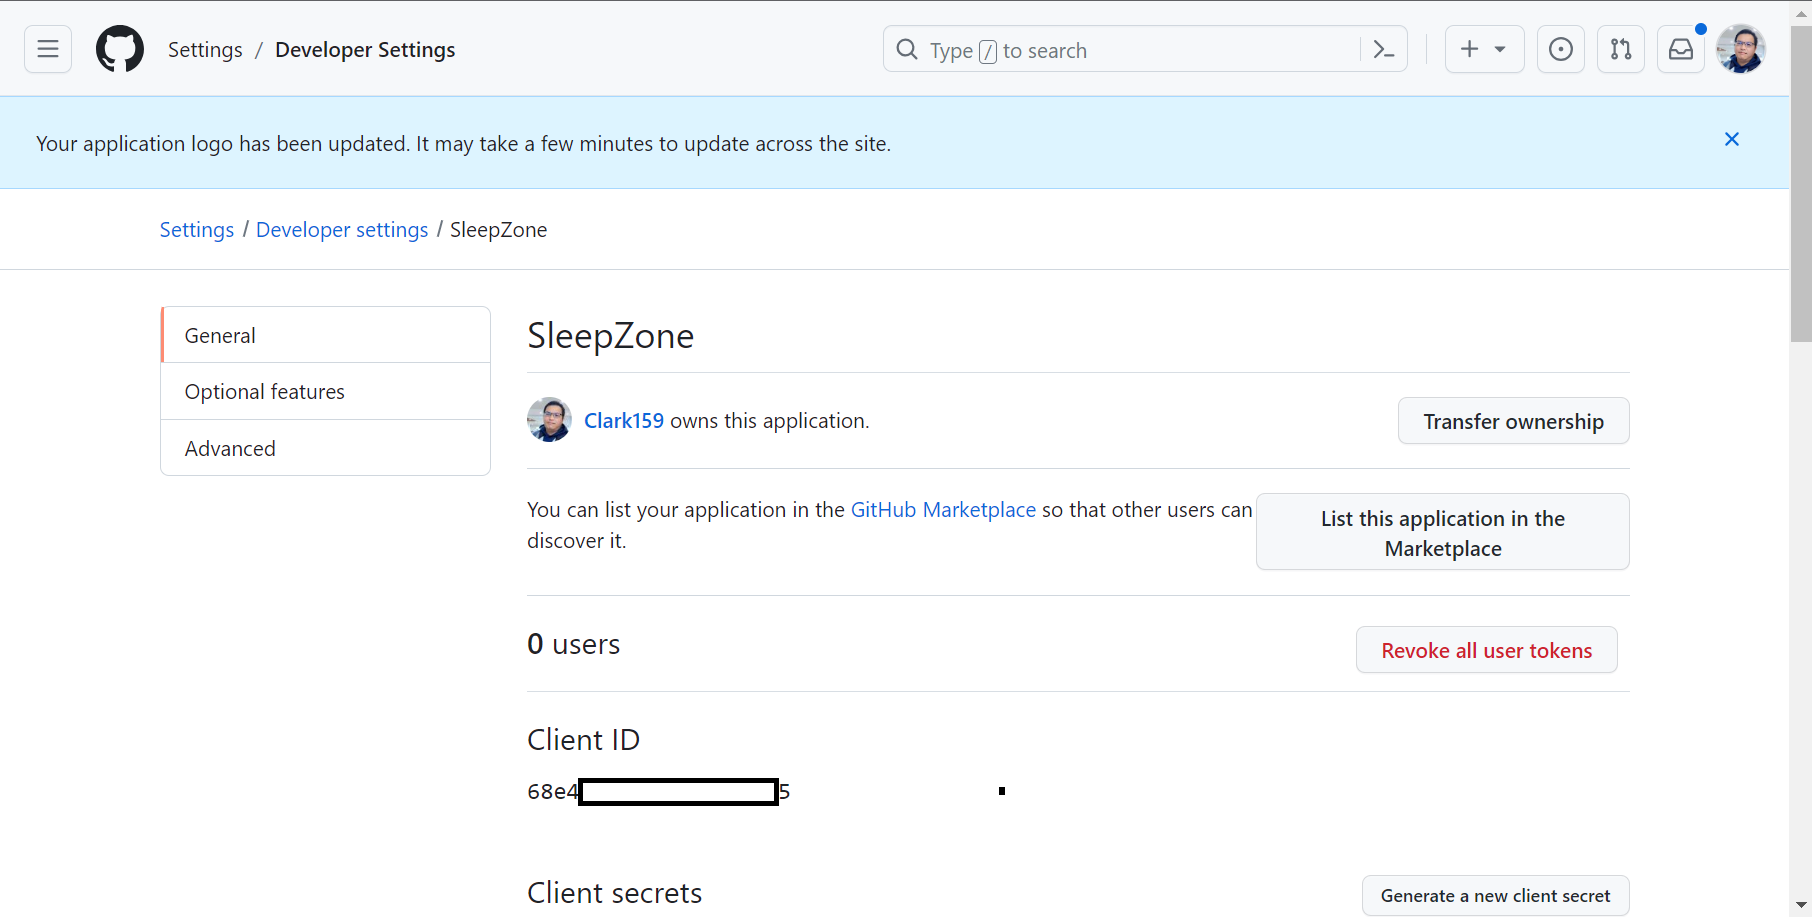 Settings / Developer Settings
Type / to search
Your application logo has been updated. It may take a few minutes to update across the site.
Settings / Developer settings / SleepZone
General
Optional features
Advanced
SleepZone
Clark159 owns this application.
Transfer ownership
You can list your application in the GitHub Marketplace so that other users can
discover it.
List this application in the
Marketplace
0 users
Revoke all user tokens
Client ID
68e4 5
Client secrets
Generate a new client secret